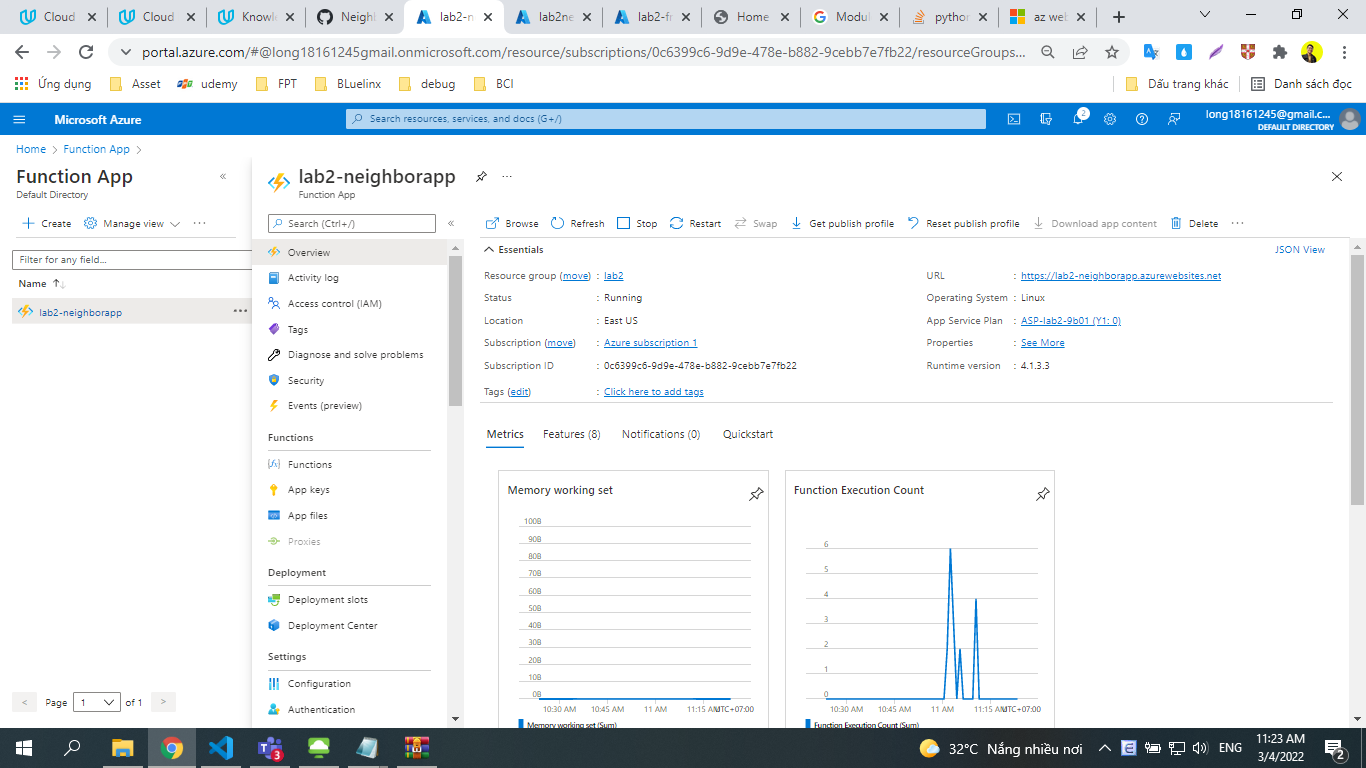 Cloud
Cloud
Knowle
Neighl
lab2-n
lab2ne
lab2-fr
Home
Modul
python
az web
portal.azure.com/#@long18161245gmail.onmicrosoft.com/resource/subscriptions/0c6399c6-9d9e-478e-b882-9cebb7e7fb22/resourceGroups...
Ứng dụng
Asset
udemy
FPT
BLuelinx
debug
BCI
Dấu trang khác
Danh sách đọc
Microsoft Azure
Search resources, services, and docs (G+/)
2
long18161245@gmail.c...
DEFAULT DIRECTORY
Home > Function App >
Function App
Default Directory
Create
Manage view
Filter for any field...
Name
lab2-neighborapp
Page 1 of 1
lab2-neighborapp
Function App
Search (Ctrl+/)
Overview
Activity log
Access control (IAM)
Tags
Diagnose and solve problems
Security
Events (preview)
Functions
Functions
App keys
App files
Proxies
Deployment
Deployment slots
Deployment Center
Settings
Configuration
Authentication
Browse
Refresh
Stop
Restart
Swap
Get publish profile
Reset publish profile
Download app content
Delete
Essentials
JSON View
Resource group (move) : lab2
Status : Running
Location : East US
Subscription (move) : Azure subscription 1
Subscription ID : 0c6399c6-9d9e-478e-b882-9cebb7e7fb22
Tags (edit) : Click here to add tags
URL : https://lab2-neighborapp.azurewebsites.net
Operating System : Linux
App Service Plan : ASP-lab2-9b01 (Y1: 0)
Properties : See More
Runtime version : 4.1.3.3
Metrics
Features (8)
Notifications (0)
Quickstart
Memory working set
100B
90B
80B
70B
60B
50B
40B
30B
20B
10B
0B
10:30 AM
10:45 AM
11 AM
11:15 AM
UTC+07:00
Memory working set (Sum)
Function Execution Count
6
5
4
3
2
1
0
10:30 AM
10:45 AM
11 AM
11:15 AM
UTC+07:00
Function Execution Count (Sum)
3
32°C Nắng nhiều nơi
ENG
11:23 AM
3/4/2022
2